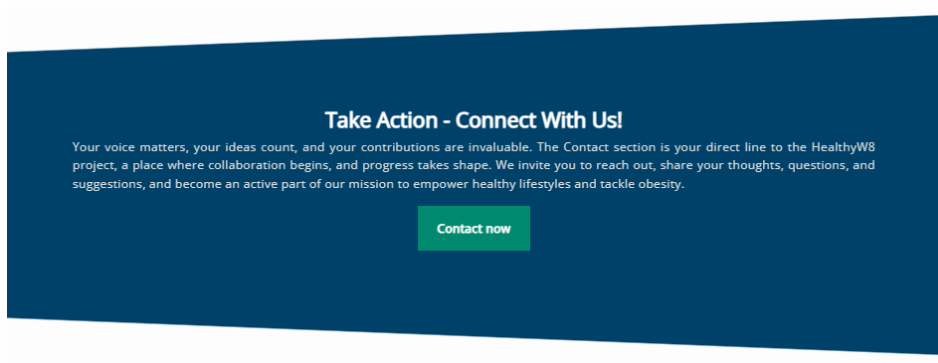 Take Action - Connect With Us!
Your voice matters, your ideas count, and your contributions are invaluable. The Contact section is your direct line to the HealthyW8
project, a place where collaboration begins, and progress takes shape. We invite you to reach out, share your thoughts, questions, and
suggestions, and become an active part of our mission to empower healthy lifestyles and tackle obesity.
Contact now